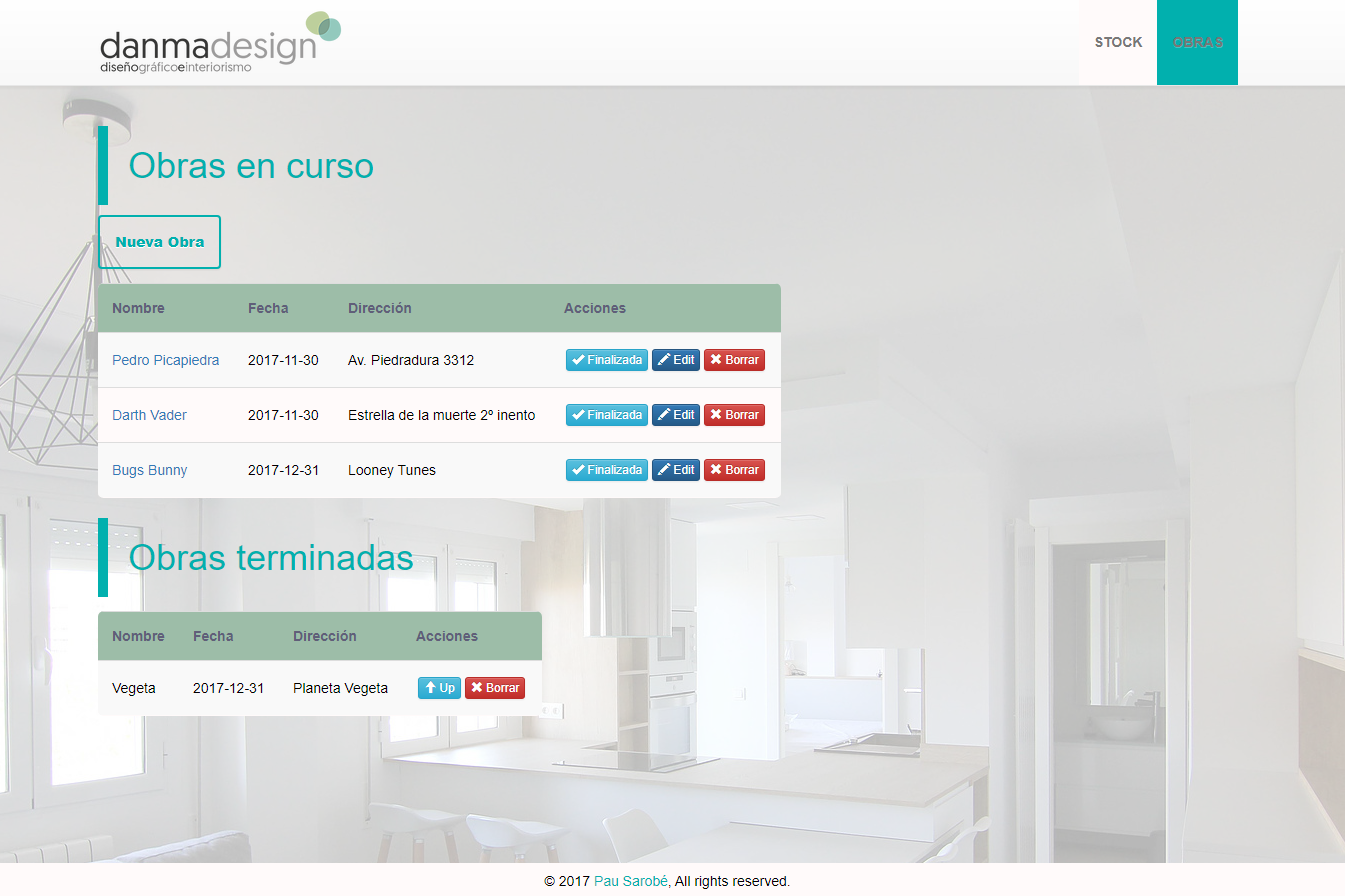 danmadesign
diseñográficoeinteriorismo
STOCK
OBRAS
Obras en curso
Nueva Obra
Nombre Fecha Dirección Acciones
Pedro Picapiedra 2017-11-30 Av. Piedradura 3312 Finalizada Edit Borrar
Darth Vader 2017-11-30 Estrella de la muerte 2º inento Finalizada Edit Borrar
Bugs Bunny 2017-12-31 Looney Tunes Finalizada Edit Borrar
Obras terminadas
Nombre Fecha Dirección Acciones
Vegeta 2017-12-31 Planeta Vegeta Up Borrar
© 2017 Pau Sarobé, All rights reserved.